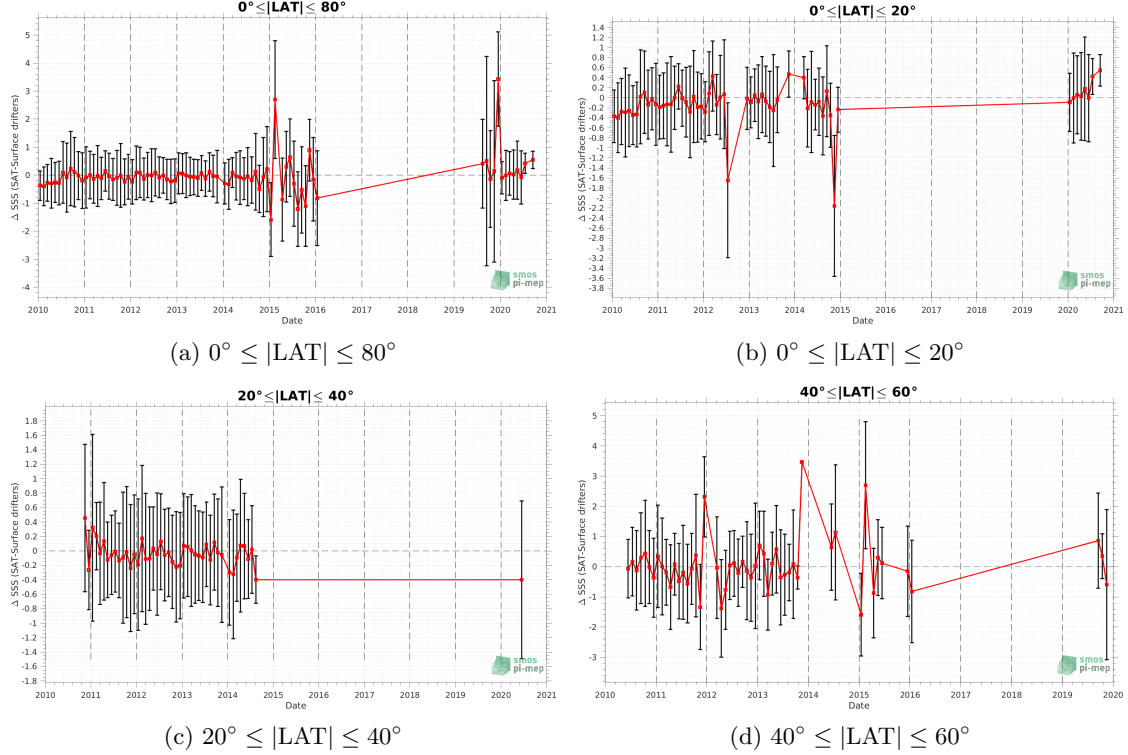 0°≤|LAT|≤ 80°
Δ SSS (SAT-Surface drifters)
5
4
3
2
1
0
-1
-2
-3
-4
2010 2011 2012 2013 2014 2015 2016 2017 2018 2019 2020 2021
Date
smos
pi-mep
(a) 0° ≤ |LAT| ≤ 80°
0°≤|LAT|≤ 20°
Δ SSS (SAT-Surface drifters)
1.4
1.2
1
0.8
0.6
0.4
0.2
0
-0.2
-0.4
-0.6
-0.8
-1
-1.2
-1.4
-1.6
-1.8
-2
-2.2
-2.4
-2.6
-2.8
-3
-3.2
-3.4
-3.6
-3.8
2010 2011 2012 2013 2014 2015 2016 2017 2018 2019 2020 2021
Date
smos
pi-mep
(b) 0° ≤ |LAT| ≤ 20°
20°≤|LAT|≤ 40°
Δ SSS (SAT-Surface drifters)
1.8
1.6
1.4
1.2
1
0.8
0.6
0.4
0.2
0
-0.2
-0.4
-0.6
-0.8
-1
-1.2
-1.4
-1.6
-1.8
2010 2011 2012 2013 2014 2015 2016 2017 2018 2019 2020 2021
Date
smos
pi-mep
(c) 20° ≤ |LAT| ≤ 40°
40°≤|LAT|≤ 60°
Δ SSS (SAT-Surface drifters)
5
4
3
2
1
0
-1
-2
-3
2010 2011 2012 2013 2014 2015 2016 2017 2018 2019 2020
Date
smos
pi-mep
(d) 40° ≤ |LAT| ≤ 60°